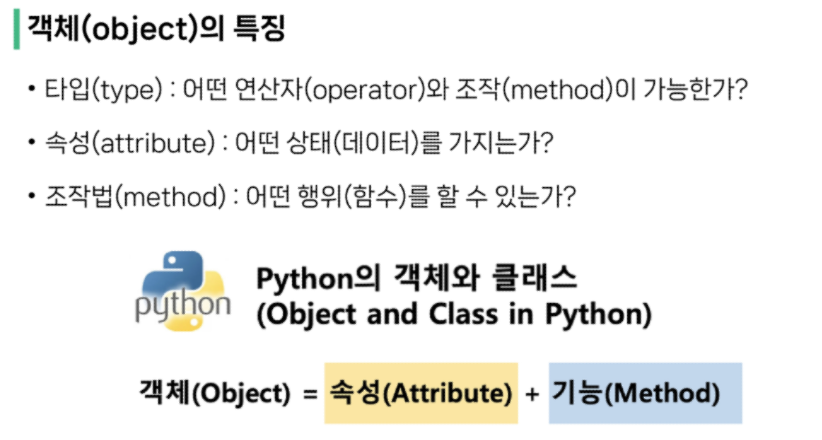 객체(object)의 특징
• 타입(type) : 어떤 연산자(operator)와 조작(method)이 가능한가?
• 속성(attribute) : 어떤 상태(데이터)를 가지는가?
• 조작법(method) : 어떤 행위(함수)를 할 수 있는가?
python
Python의 객체와 클래스
(Object and Class in Python)
객체(Object) = 속성(Attribute) + 기능(Method)